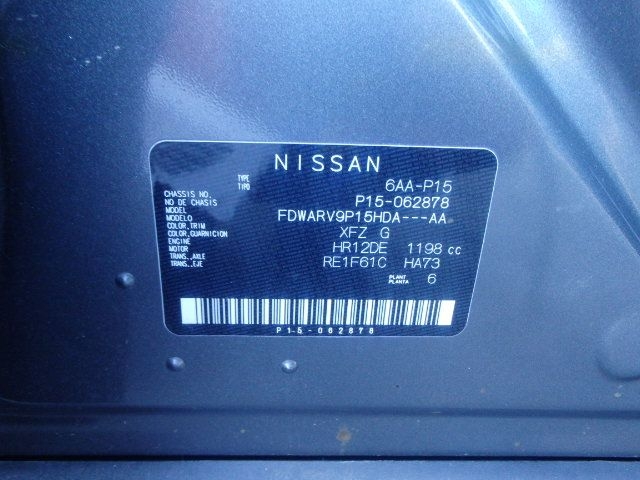 NISSAN
TYPE
TIPO 6AA-P15
CHASSIS NO.
NO DE CHASSIS P15-062878
MODEL
MODELO FDWARV9P15HDA---AA
COLOR,TRIM
COLOR,GUARNICION XFZ G
ENGINE
MOTOR HR12DE 1198 cc
TRANS.,AXLE
TRANS.,EJE RE1F61C HA73
PLANT
PLANTA 6
P15-062878